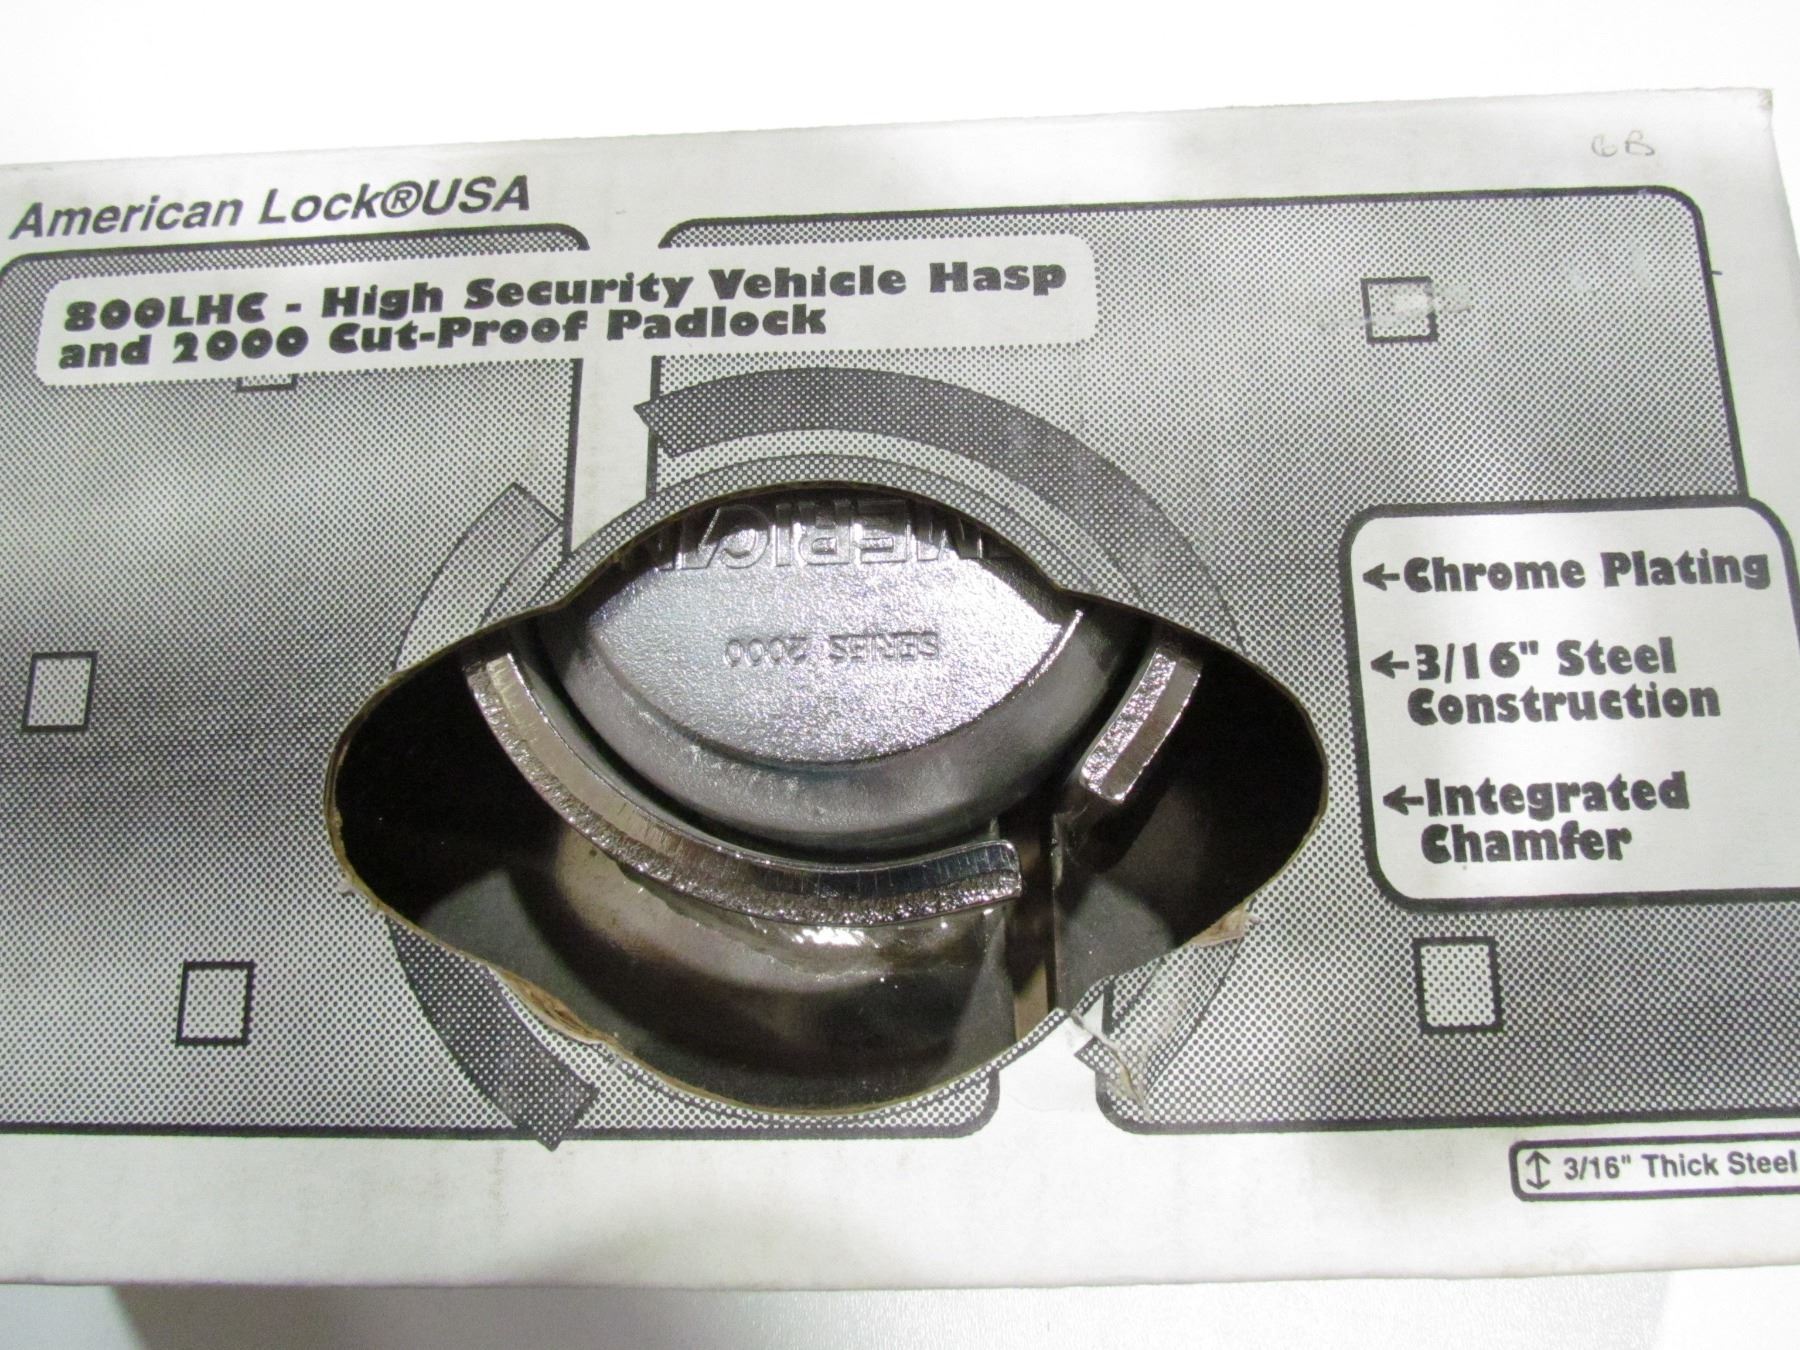 6B
American Lock®USA
800LHC - High Security Vehicle Hasp
and 2000 Cut-Proof Padlock
AMERICAN
SERIES 2000
←Chrome Plating
←3/16" Steel
Construction
←Integrated
Chamfer
↕ 3/16" Thick Steel